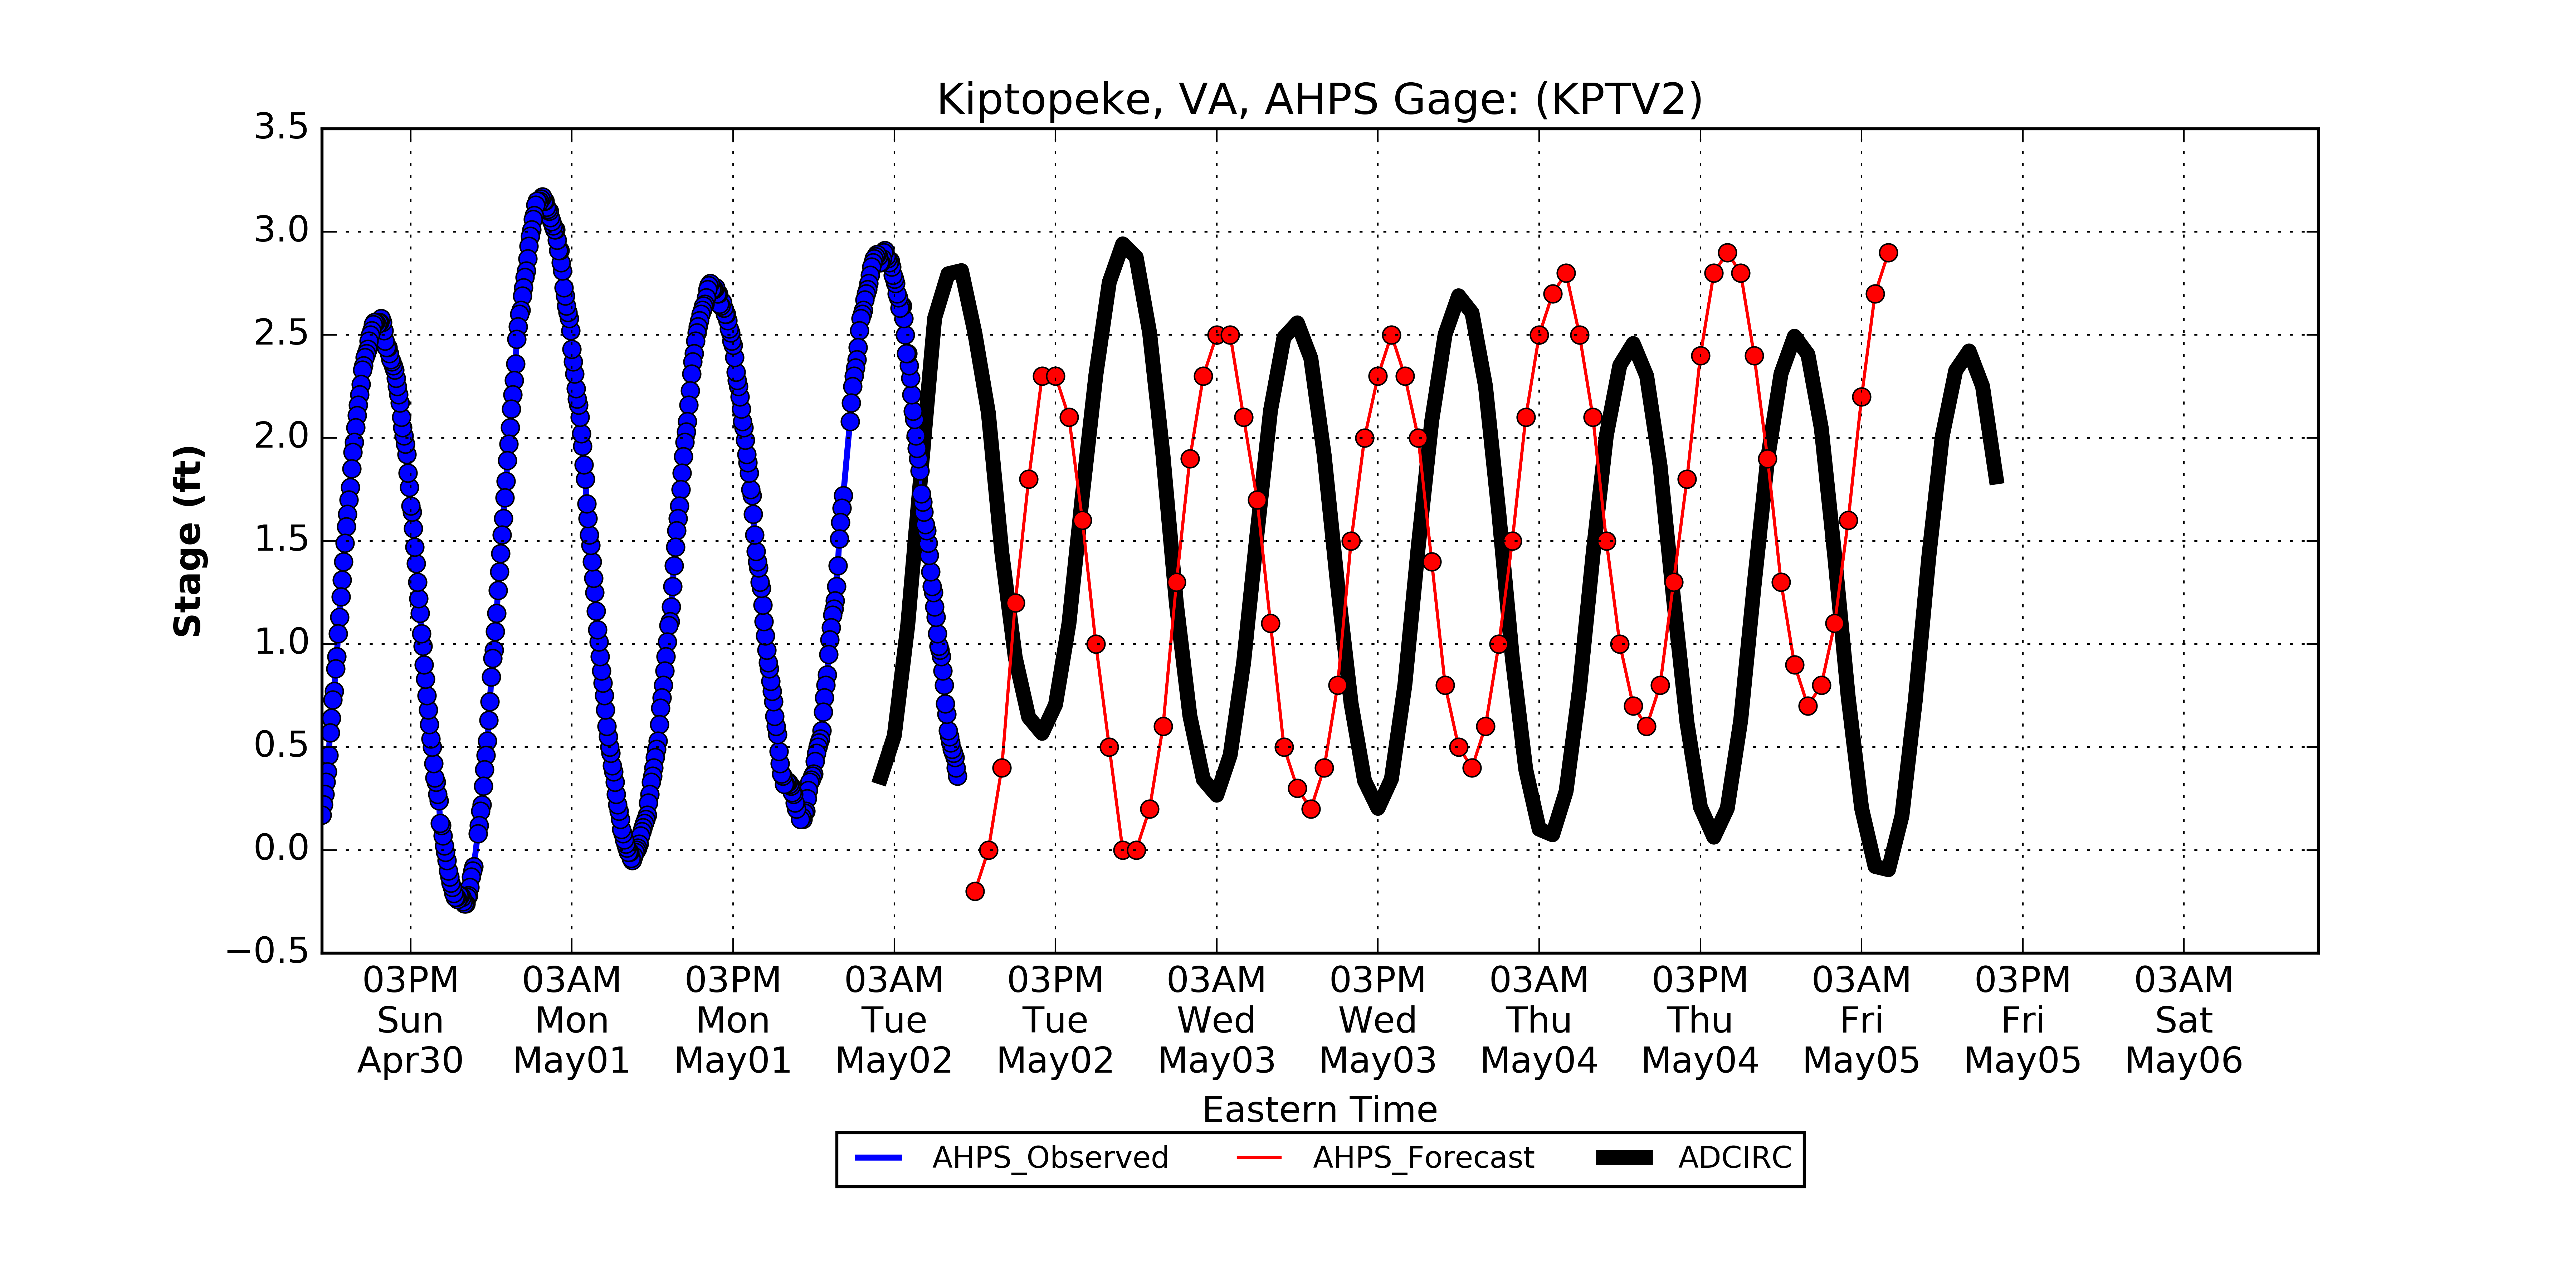 Kiptopeke, VA, AHPS Gage: (KPTV2)
3.5
3.0
2.5
2.0
1.5
1.0
0.5
0.0
−0.5
Stage (ft)
03PM 03AM 03PM 03AM 03PM 03AM 03PM 03AM 03PM 03AM 03PM 03AM
Sun Mon Mon Tue Tue Wed Wed Thu Thu Fri Fri Sat
Apr30 May01 May01 May02 May02 May03 May03 May04 May04 May05 May05 May06
Eastern Time
AHPS_Observed AHPS_Forecast ADCIRC